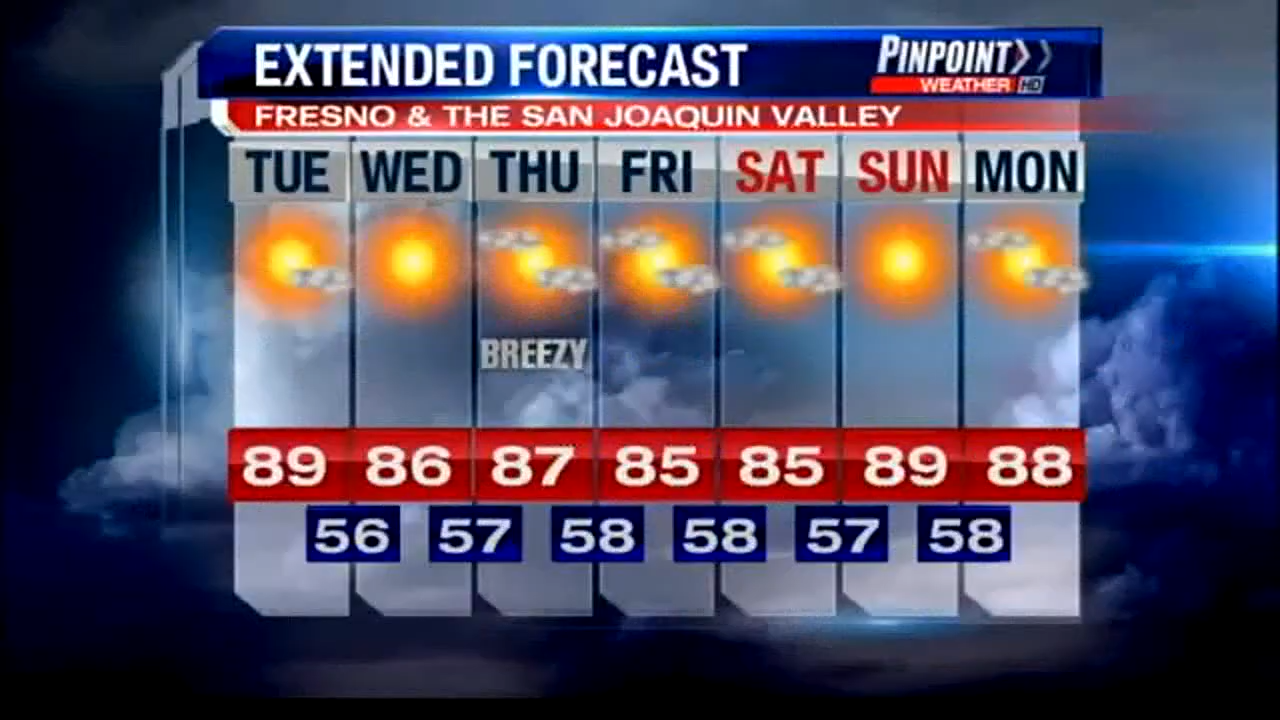 EXTENDED FORECAST
PINPOINT
WEATHER HD
FRESNO & THE SAN JOAQUIN VALLEY
TUE WED THU FRI SAT SUN MON
BREEZY
89 86 87 85 85 89 88
56 57 58 58 57 58